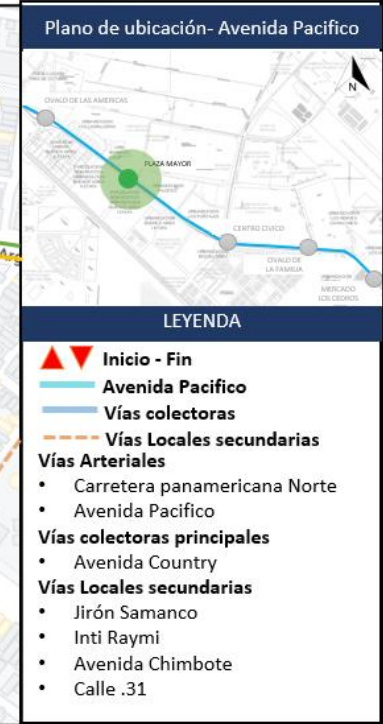 Plano de ubicación- Avenida Pacifico
N
OVALO DE LAS AMERICAS
PLAZA MAYOR
CENTRO CIVICO
OVALO DE
LA FAMILIA
MERCADO
LOS CEDROS
LEYENDA
Inicio - Fin
Avenida Pacifico
Vías colectoras
Vías Locales secundarias
Vías Arteriales
• Carretera panamericana Norte
• Avenida Pacifico
Vías colectoras principales
• Avenida Country
Vías Locales secundarias
• Jirón Samanco
• Inti Raymi
• Avenida Chimbote
• Calle .31